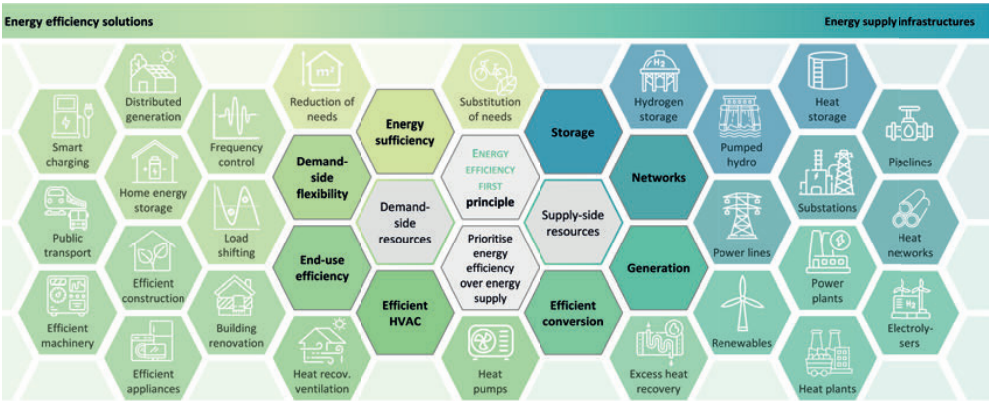 Energy efficiency solutions
Energy supply infrastructures
Distributed
generation
Reduction of
needs
Substitution
of needs
Hydrogen
storage
Heat
storage
Smart
charging
Frequency
control
Energy
sufficiency
Storage
Pumped
hydro
Pipelines
Home energy
storage
Demand-
side
flexibility
ENERGY
EFFICIENCY
FIRST
principle
Networks
Substations
Public
transport
Load
shifting
Demand-
side
resources
Supply-side
resources
Power lines
Heat
networks
Efficient
construction
End-use
efficiency
Prioritise
energy
efficiency
over energy
supply
Generation
Power
plants
Efficient
machinery
Building
renovation
Efficient
HVAC
Efficient
conversion
Renewables
H2
Electroly-
sers
Efficient
appliances
Heat recov.
ventilation
Heat
pumps
Excess heat
recovery
Heat plants
m²
H2